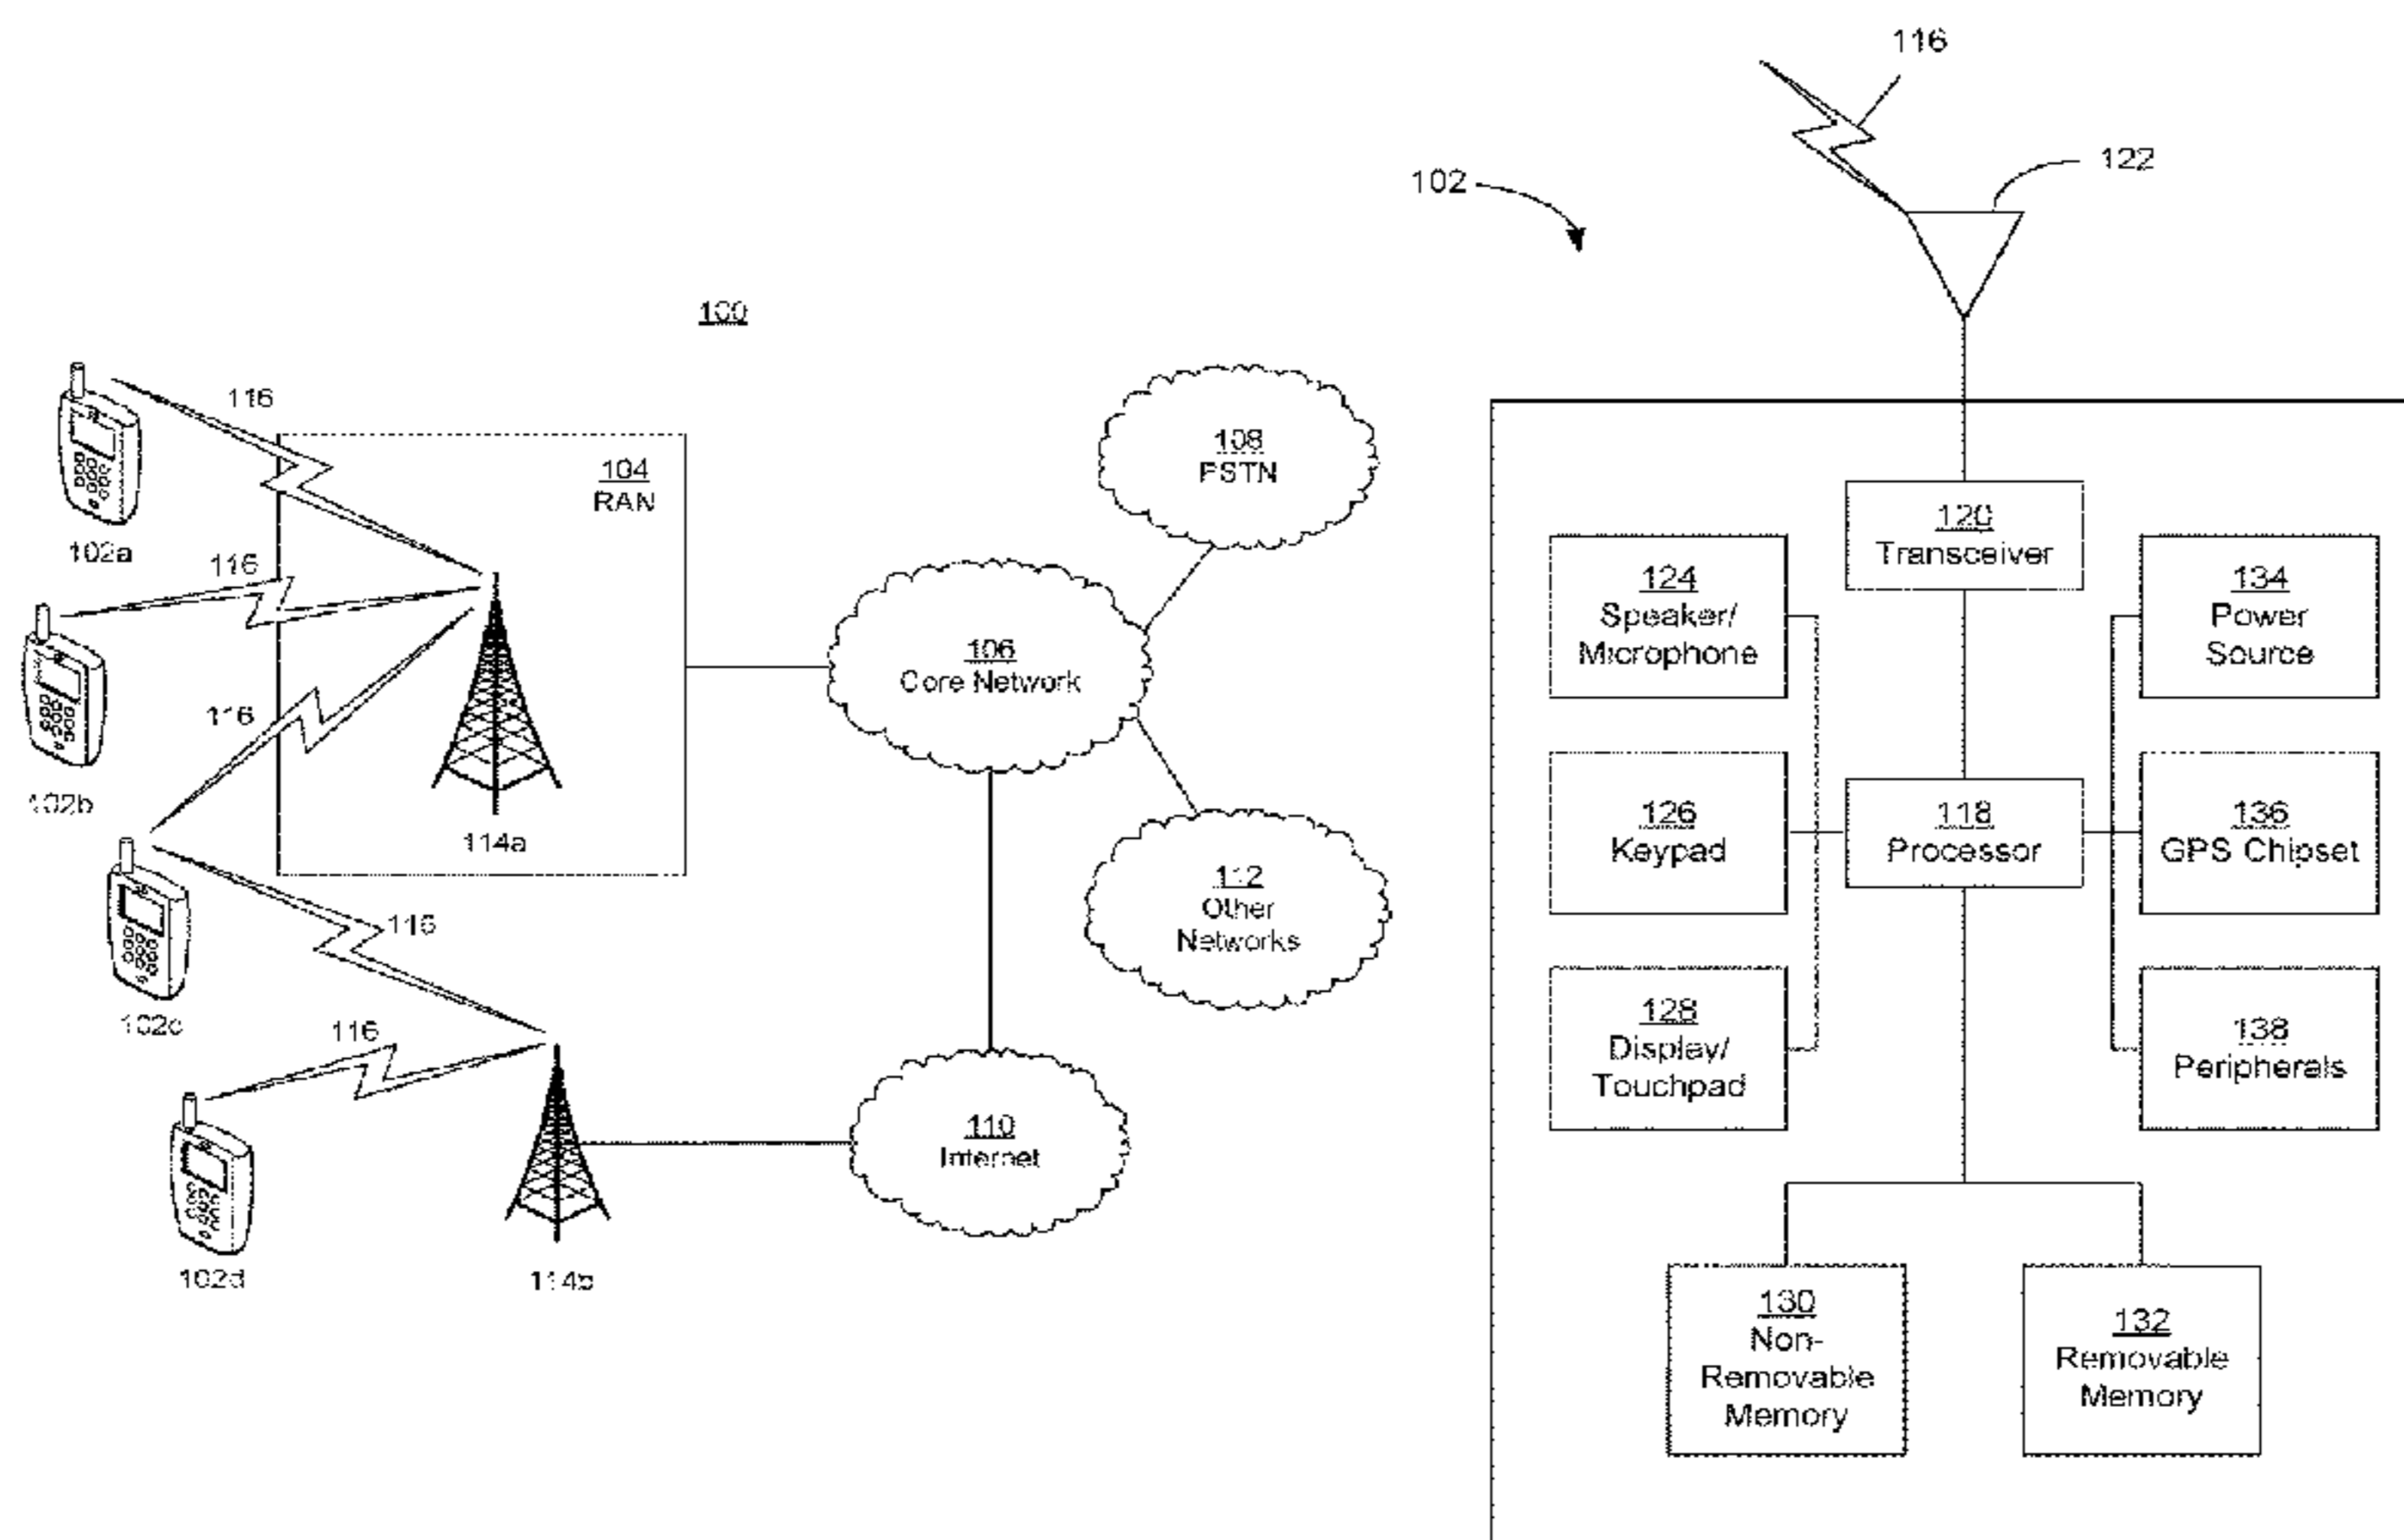 100
116
104
RAN
102a
116
102b
116
114a
102c
116
116
102d
114b
108
PSTN
106
Core Network
112
Other
Networks
110
Internet
116
122
102
120
Transceiver
124
Speaker/
Microphone
134
Power
Source
126
Keypad
118
Processor
136
GPS Chipset
128
Display/
Touchpad
138
Peripherals
130
Non-
Removable
Memory
132
Removable
Memory